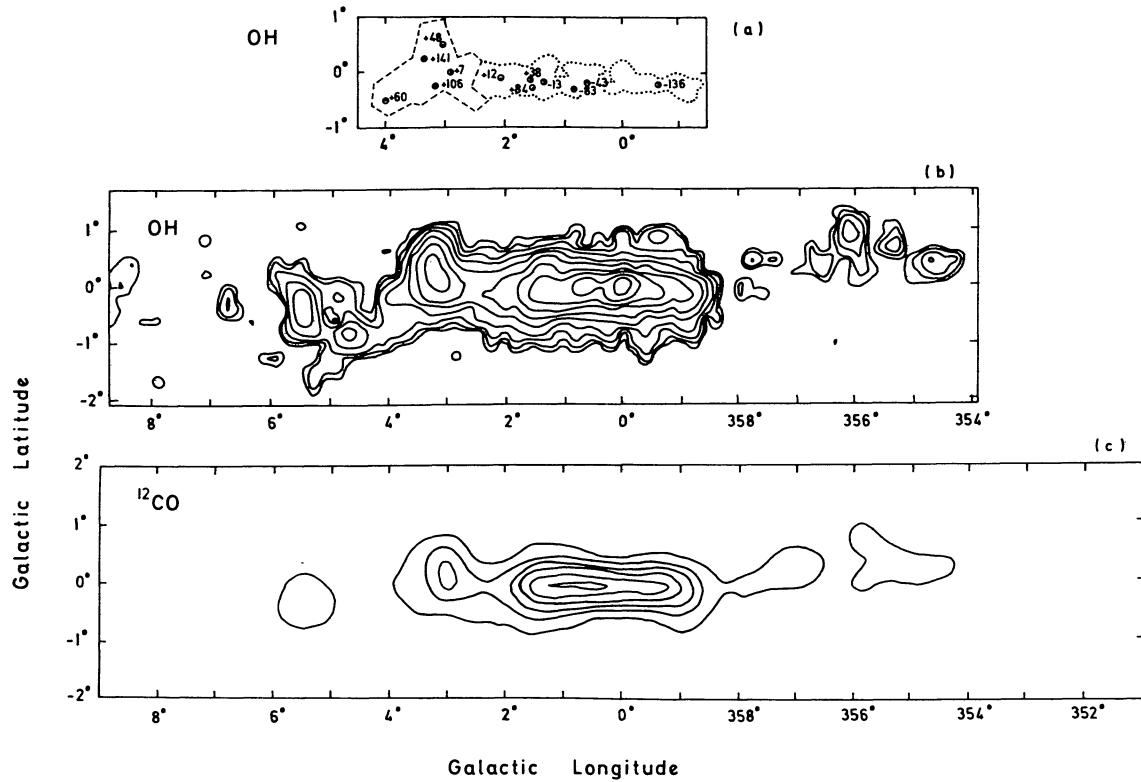 OH
(a)
1°
0°
-1°
+48
+141
+7
+106
+60
+12
+38
+84
-13
-43
-83
-136
4° 2° 0°
(b)
OH
1°
0°
-1°
-2°
8° 6° 4° 2° 0° 358° 356° 354°
(c)
¹²CO
2°
1°
0°
-1°
-2°
8° 6° 4° 2° 0° 358° 356° 354° 352°
Galactic Latitude
Galactic Longitude